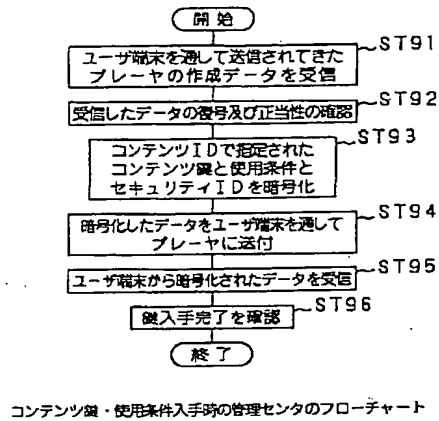 開始
ST91
ユーザ端末を通して送信されてきた
プレーヤの作成データを受信
ST92
受信したデータの復号及び正当性の確認
ST93
コンテンツIDで指定された
コンテンツ鍵と使用条件と
セキュリティIDを暗号化
ST94
暗号化したデータをユーザ端末を通して
プレーヤに送付
ST95
ユーザ端末から暗号化されたデータを受信
ST96
鍵入手完了を確認
終了
コンテンツ鍵・使用条件入手時の管理センタのフローチャート